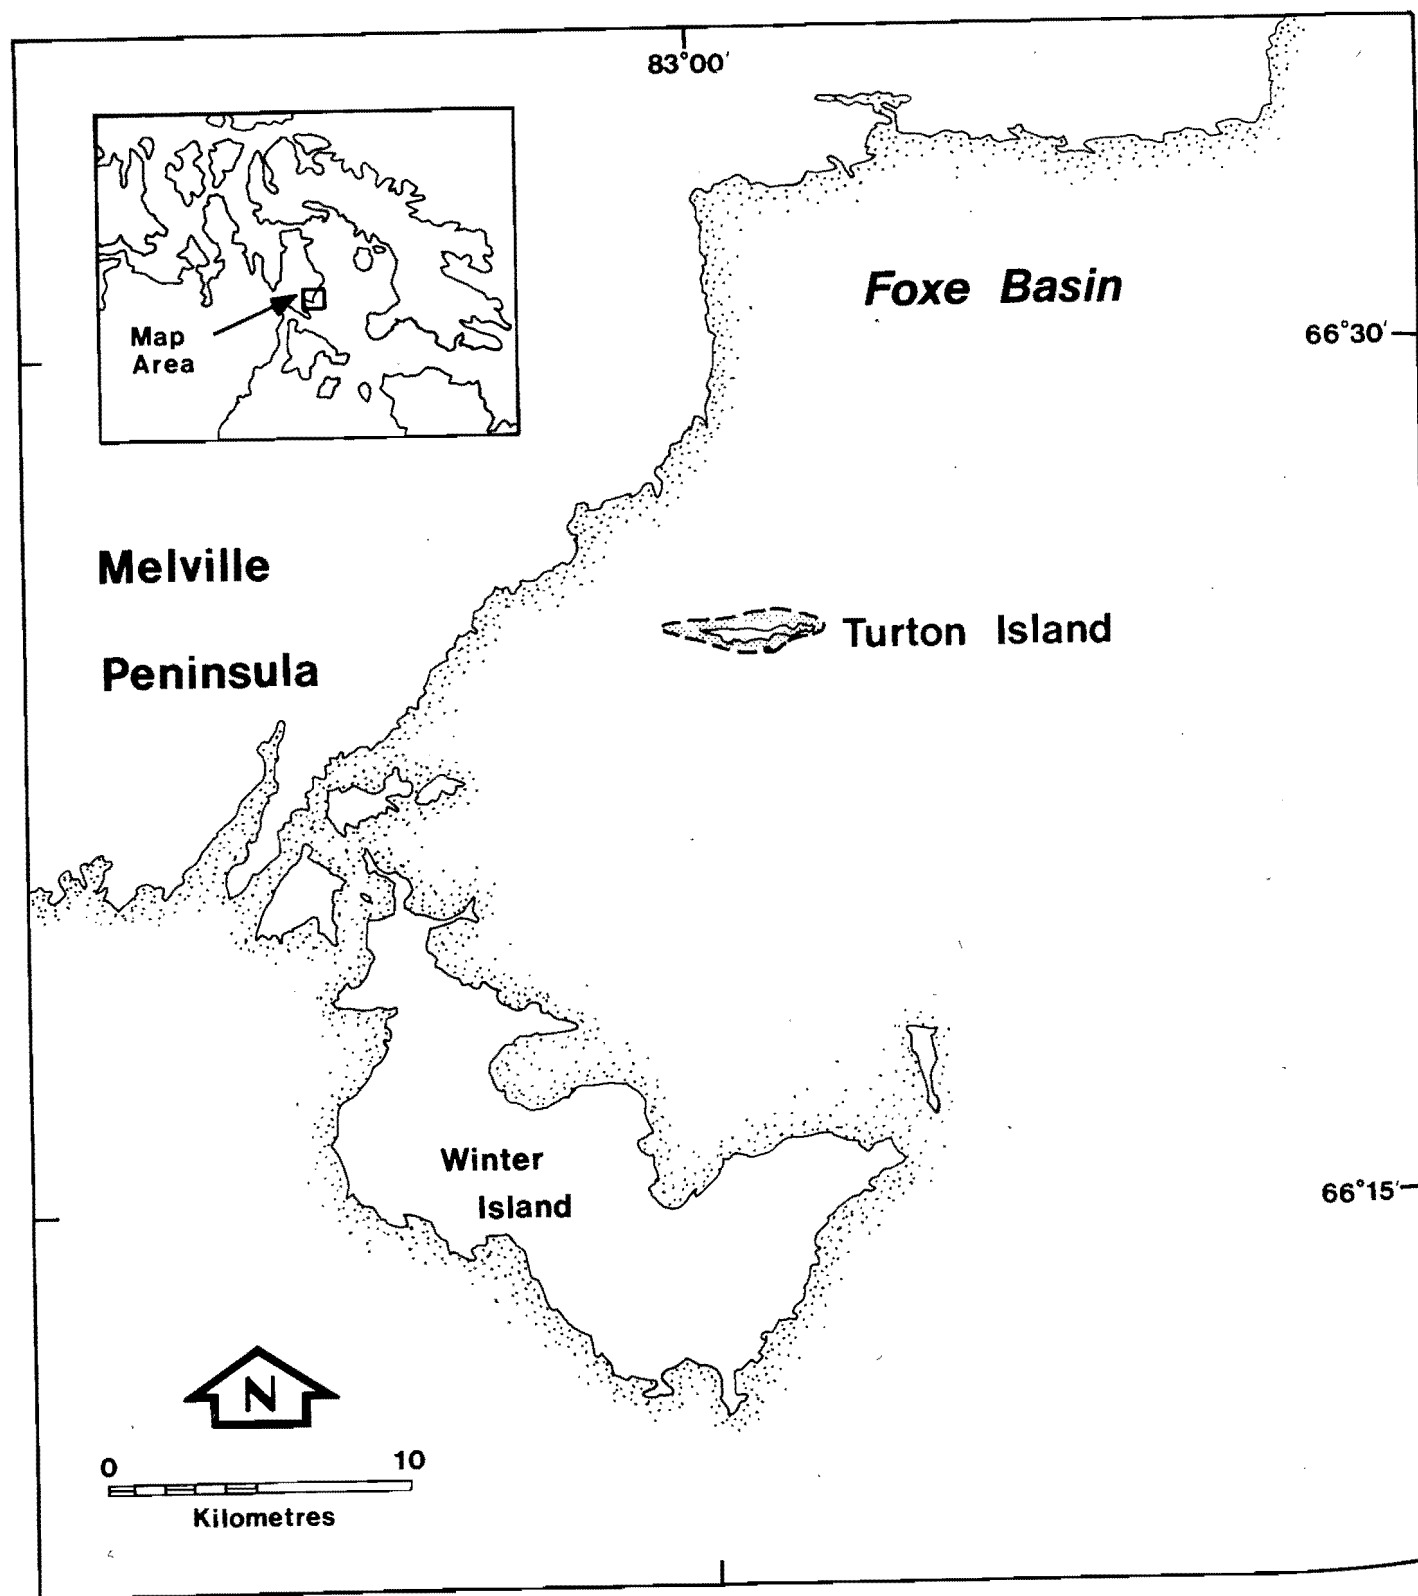 83°00'
Foxe Basin
66°30'
Map
Area
Melville
Peninsula
Turton Island
Winter
Island
66°15'
N
0 10
Kilometres